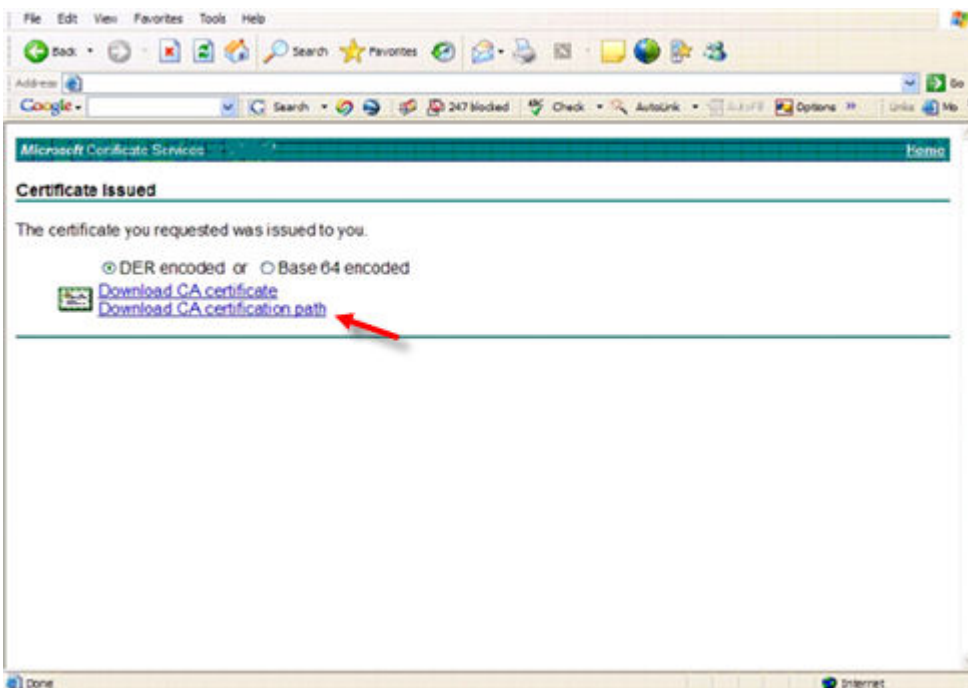 File Edit View Favorites Tools Help
Back Search Favorites
Address Go
Google Search 247 blocked Check AutoLink AutoFill Options Links
Microsoft Certificate Services Home
Certificate Issued
The certificate you requested was issued to you.
DER encoded or Base 64 encoded
Download CA certificate
Download CA certification path
Done Internet